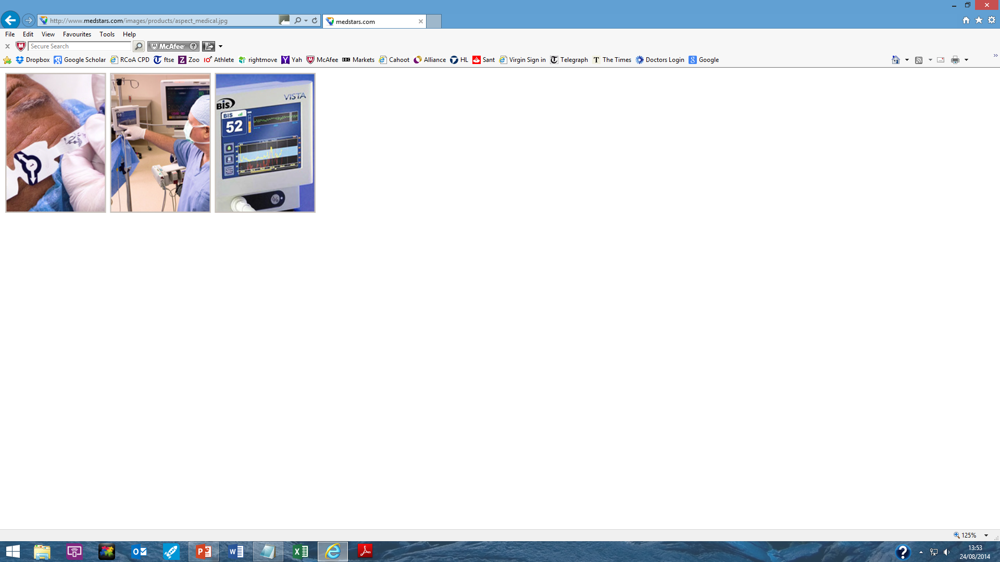 http://www.medstars.com/images/products/aspect_medical.jpg
medstars.com
File Edit View Favourites Tools Help
Secure Search
McAfee
Dropbox Google Scholar RCoA CPD ftse Zoo Athlete rightmove Yah McAfee Markets Cahoot Alliance HL Sant Virgin Sign in Telegraph The Times Doctors Login Google
VISTA
BIS
BIS
52
125%
13:53
24/08/2014